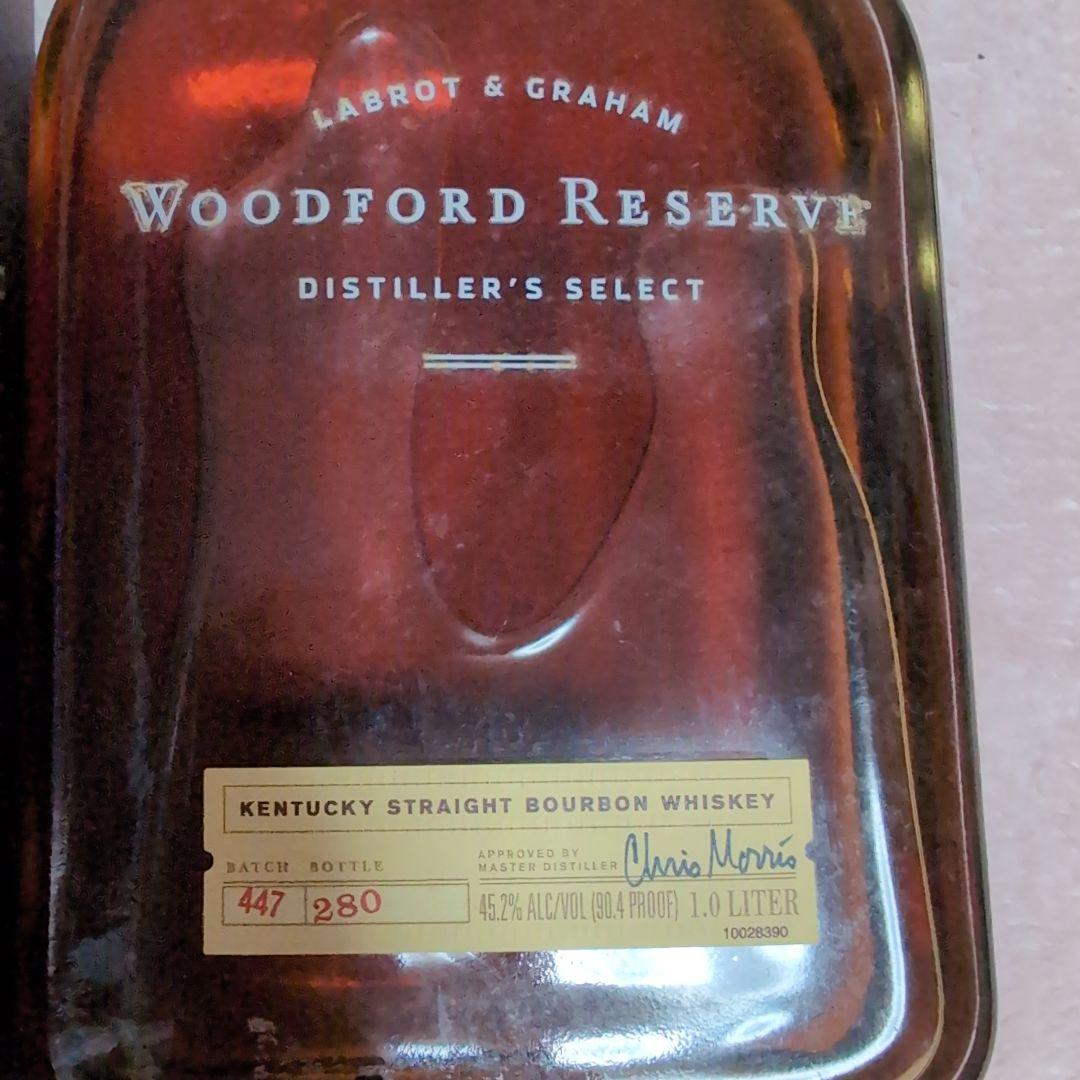 LABROT & GRAHAM
WOODFORD RESERVE
DISTILLER'S SELECT
KENTUCKY STRAIGHT BOURBON WHISKEY
BATCH BOTTLE
447 280
APPROVED BY
MASTER DISTILLER Chris Morris
45.2% ALC/VOL (90.4 PROOF) 1.0 LITER
10028390